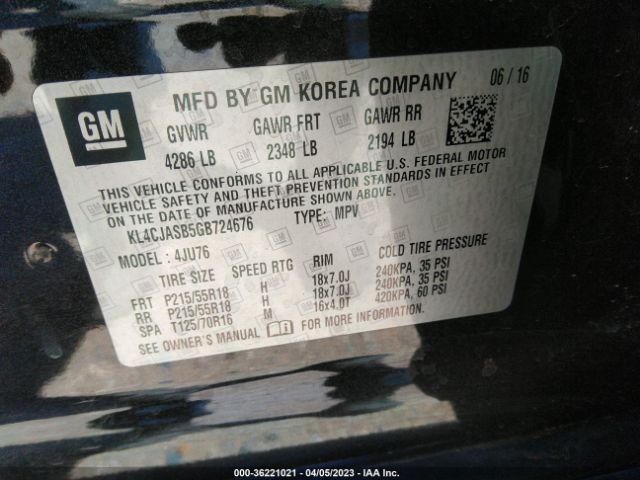 GM
MFD BY GM KOREA COMPANY 06 / 16
GVWR GAWR FRT GAWR RR
4286 LB 2348 LB 2194 LB
THIS VEHICLE CONFORMS TO ALL APPLICABLE U.S. FEDERAL MOTOR
VEHICLE SAFETY AND THEFT PREVENTION STANDARDS IN EFFECT
ON THE DATE OF MANUFACTURE SHOWN ABOVE.
KL4CJASB5GB724676 TYPE: MPV
MODEL : 4JU76
TIRE SIZE SPEED RTG RIM COLD TIRE PRESSURE
FRT P215/55R18 H 18x7.0J 240KPA, 35 PSI
RR P215/55R18 H 18x7.0J 240KPA, 35 PSI
SPA T125/70R16 M 16x4.0T 420KPA, 60 PSI
SEE OWNER'S MANUAL FOR MORE INFORMATION.
000-36221021 - 04/05/2023 - IAA Inc.